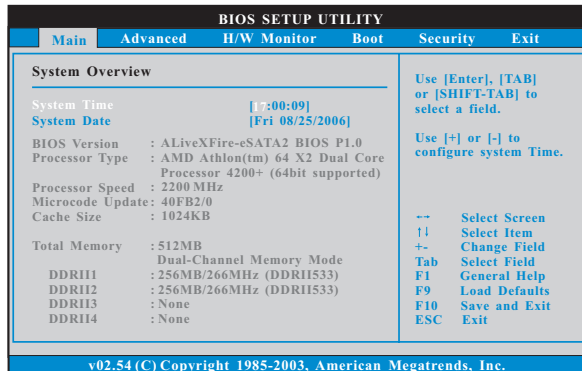 BIOS SETUP UTILITY
Main Advanced H/W Monitor Boot Security Exit
System Overview
System Time [17:00:09]
System Date [Fri 08/25/2006]
BIOS Version : ALiveXFire-eSATA2 BIOS P1.0
Processor Type : AMD Athlon(tm) 64 X2 Dual Core
Processor 4200+ (64bit supported)
Processor Speed : 2200MHz
Microcode Update: 40FB2/0
Cache Size : 1024KB
Total Memory : 512MB
Dual-Channel Memory Mode
DDRII1 : 256MB/266MHz (DDRII533)
DDRII2 : 256MB/266MHz (DDRII533)
DDRII3 : None
DDRII4 : None
Use [Enter], [TAB]
or [SHIFT-TAB] to
select a field.
Use [+] or [-] to
configure system Time.
←→ Select Screen
↑↓ Select Item
+- Change Field
Tab Select Field
F1 General Help
F9 Load Defaults
F10 Save and Exit
ESC Exit
v02.54 (C) Copyright 1985-2003, American Megatrends, Inc.